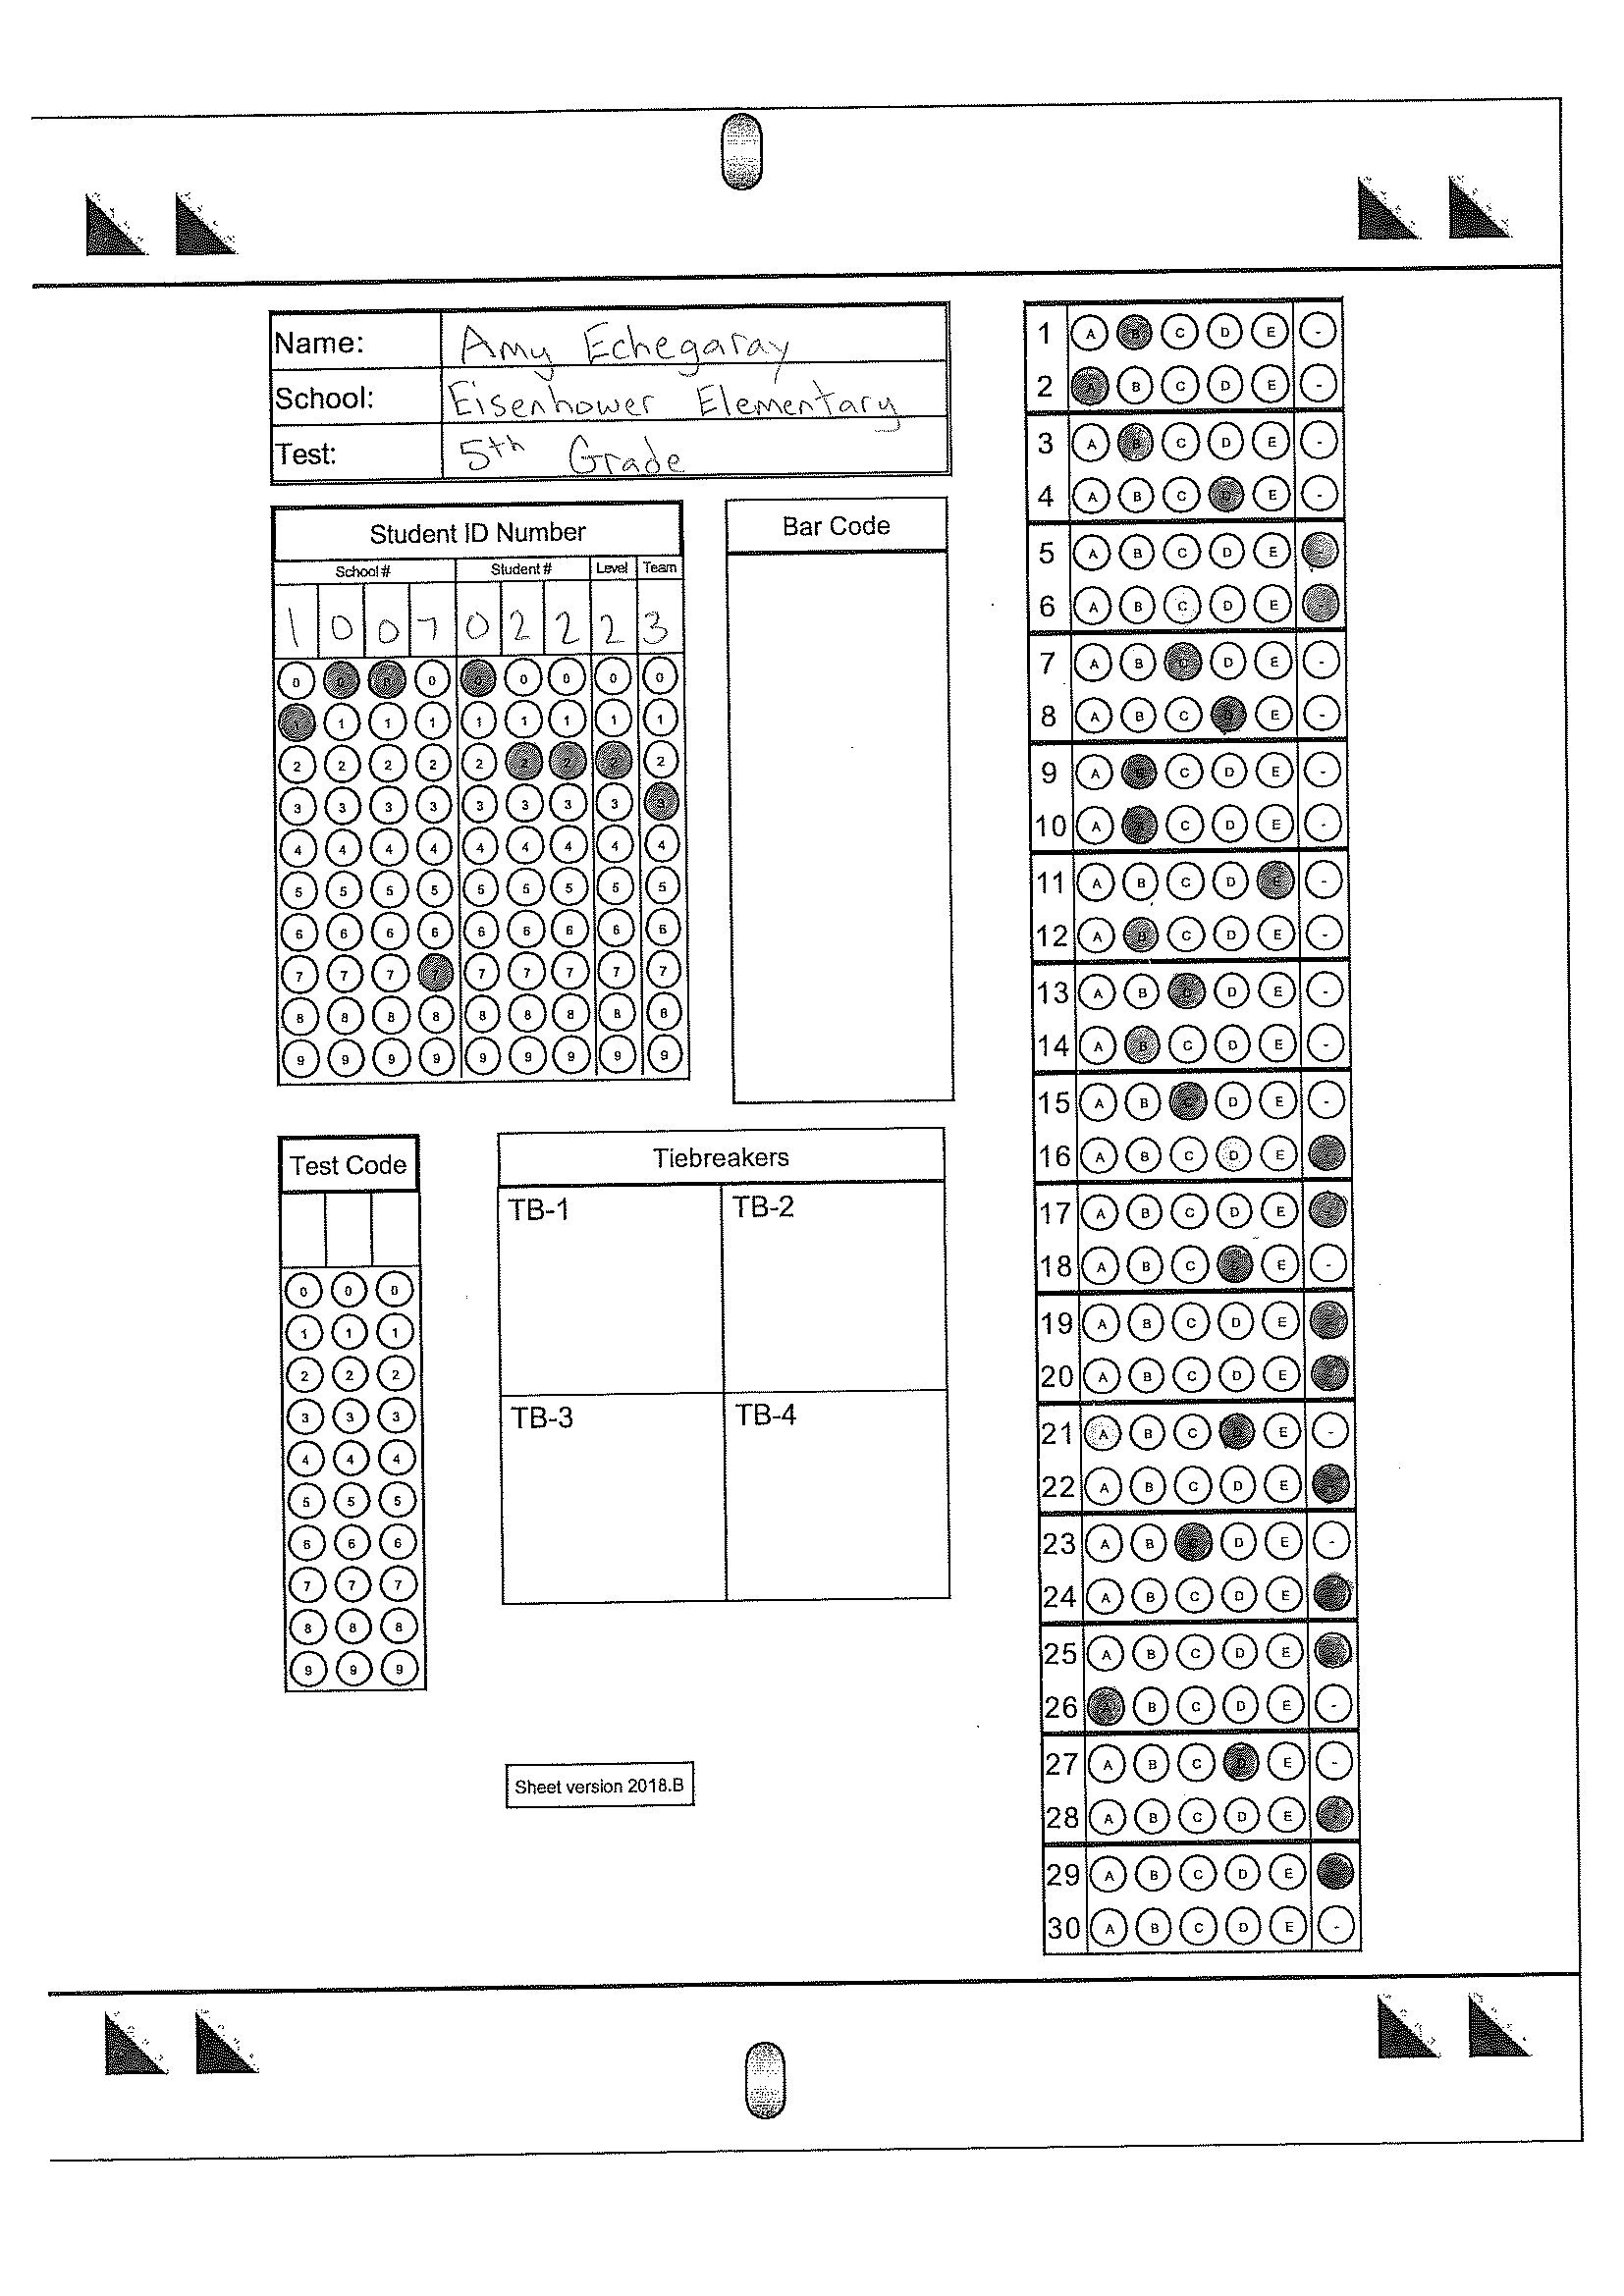 Name: Amy Echegaray
School: Eisenhower Elementary
Test: 5th Grade
Student ID Number
School # Student # Level Team
1 0 0 7 0 2 2 2 3
0 0 0 0 0 0 0 0 0
1 1 1 1 1 1 1 1 1
2 2 2 2 2 2 2 2 2
3 3 3 3 3 3 3 3 3
4 4 4 4 4 4 4 4 4
5 5 5 5 5 5 5 5 5
6 6 6 6 6 6 6 6 6
7 7 7 7 7 7 7 7 7
8 8 8 8 8 8 8 8 8
9 9 9 9 9 9 9 9 9
Bar Code
Test Code
0 0 0
1 1 1
2 2 2
3 3 3
4 4 4
5 5 5
6 6 6
7 7 7
8 8 8
9 9 9
Tiebreakers
TB-1 TB-2
TB-3 TB-4
Sheet version 2018.B
1 A B C D E -
2 A B C D E -
3 A B C D E -
4 A B C D E -
5 A B C D E -
6 A B C D E -
7 A B C D E -
8 A B C D E -
9 A B C D E -
10 A B C D E -
11 A B C D E -
12 A B C D E -
13 A B C D E -
14 A B C D E -
15 A B C D E -
16 A B C D E -
17 A B C D E -
18 A B C D E -
19 A B C D E -
20 A B C D E -
21 A B C D E -
22 A B C D E -
23 A B C D E -
24 A B C D E -
25 A B C D E -
26 A B C D E -
27 A B C D E -
28 A B C D E -
29 A B C D E -
30 A B C D E -